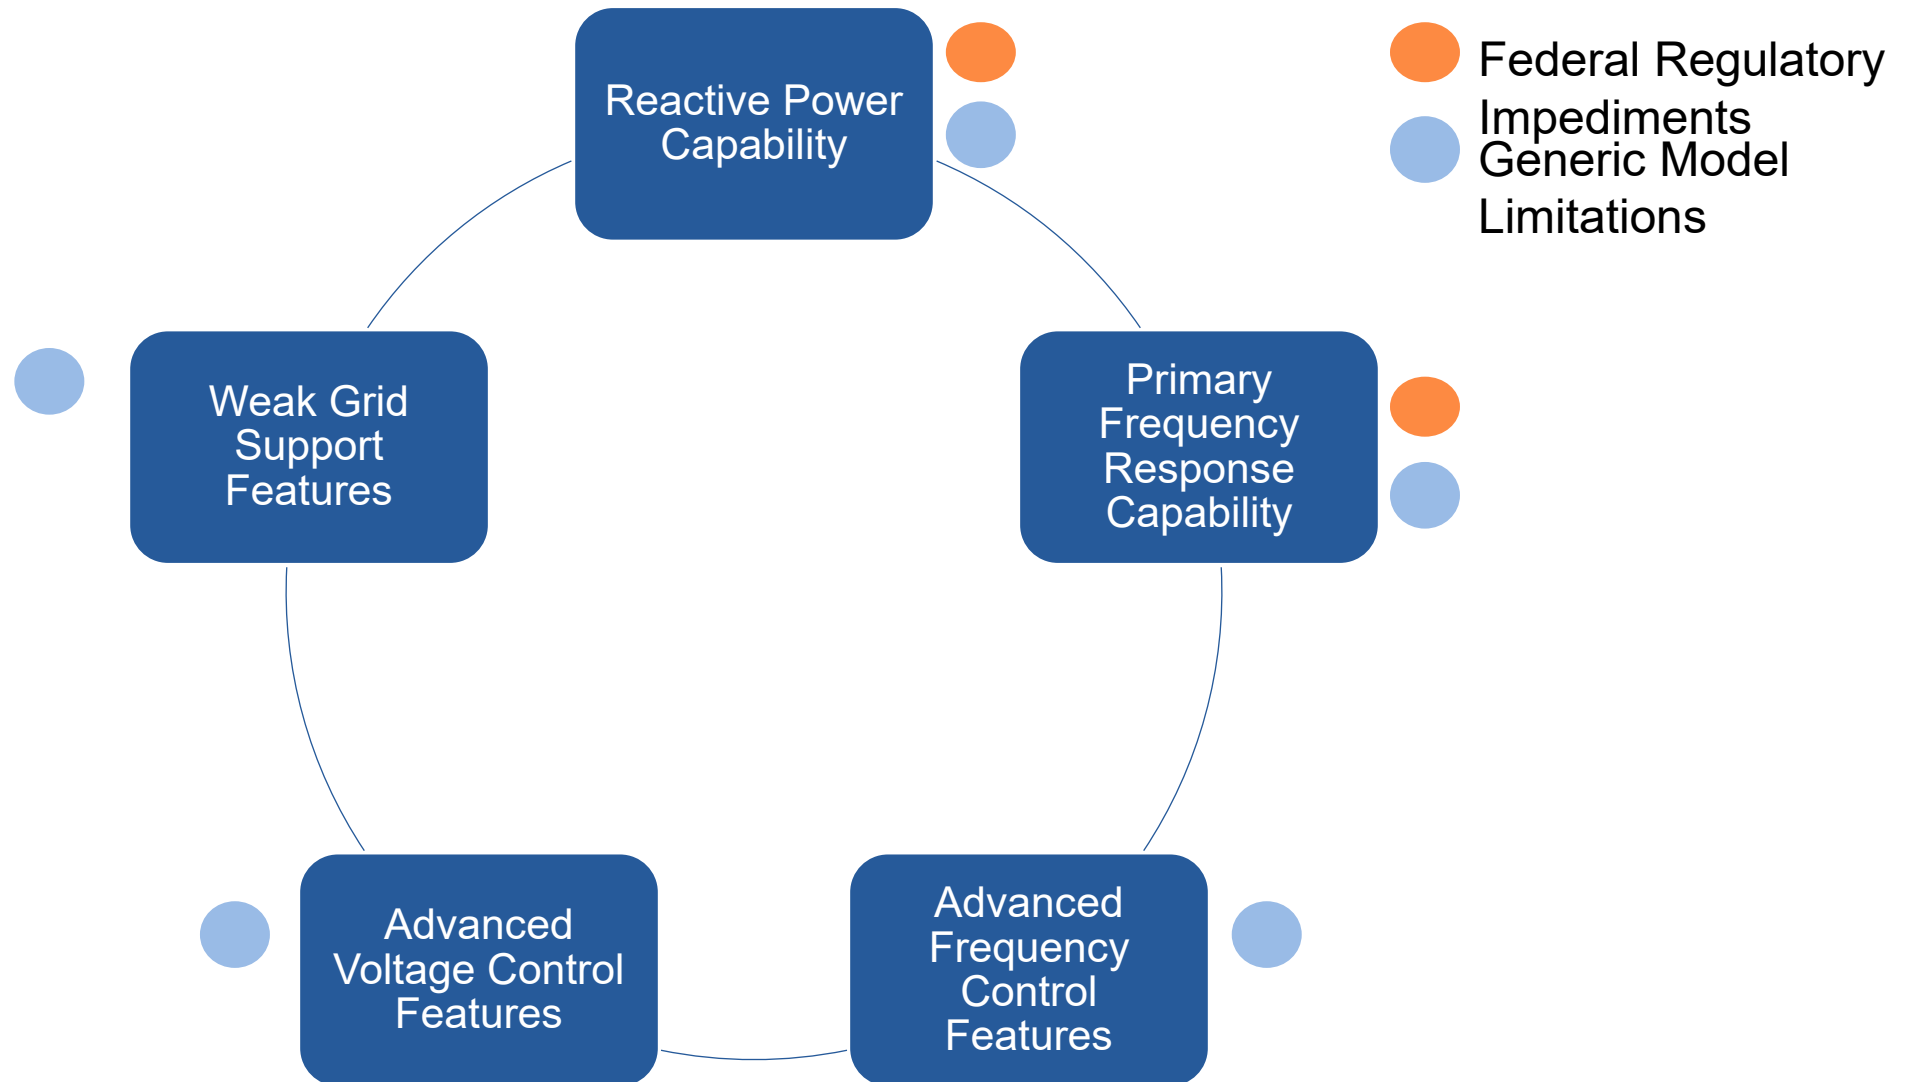 Reactive Power
Capability
Federal Regulatory
Impediments
Generic Model
Limitations
Weak Grid
Support
Features
Primary
Frequency
Response
Capability
Advanced
Voltage Control
Features
Advanced
Frequency
Control
Features